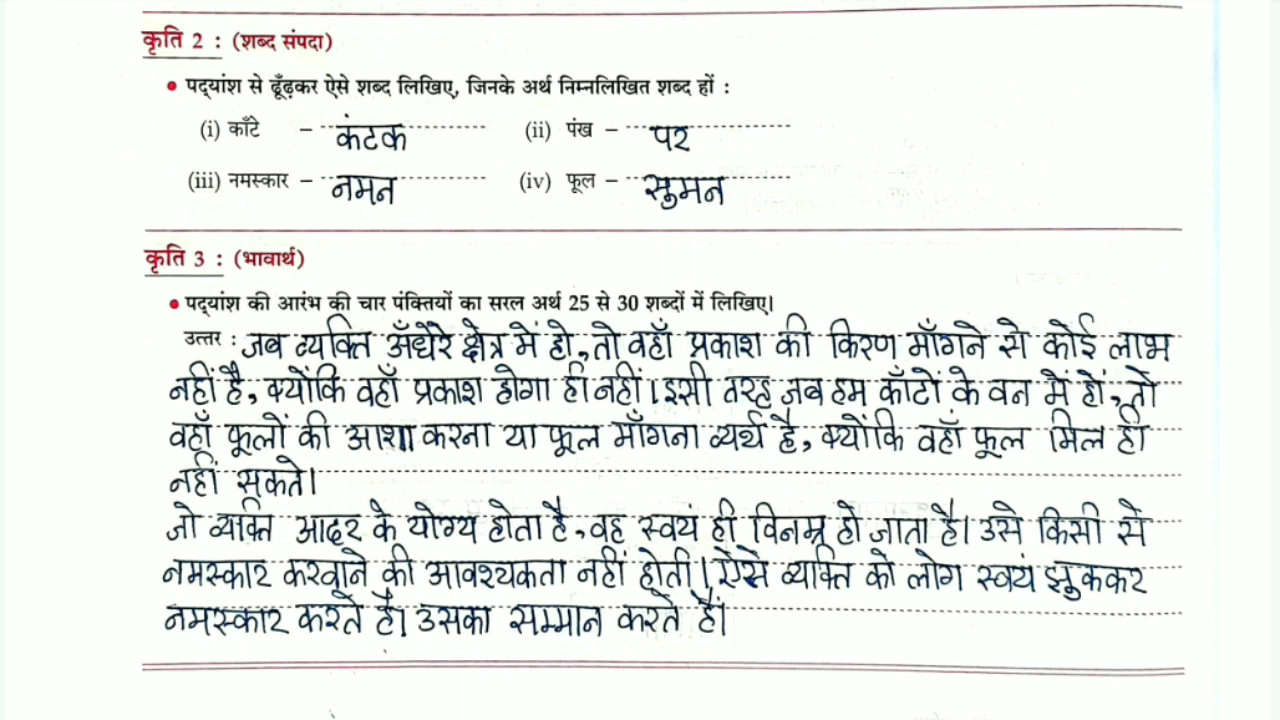 कृति 2 : (शब्द संपदा)
• पद्यांश से ढूँढ़कर ऐसे शब्द लिखिए, जिनके अर्थ निम्नलिखित शब्द हों :
(i) काँटे – कंटक (ii) पंख – पर
(iii) नमस्कार – नमन (iv) फूल – सुमन
कृति 3 : (भावार्थ)
• पद्यांश की आरंभ की चार पंक्तियों का सरल अर्थ 25 से 30 शब्दों में लिखिए।
उत्तर : जब व्यक्ति अँधेरे क्षेत्र में हो, तो वहाँ प्रकाश की किरण माँगने से कोई लाभ
नहीं है, क्योंकि वहाँ प्रकाश होगा ही नहीं। इसी तरह जब हम काँटों के वन में हों, तो
वहाँ फूलों की आशा करना या फूल माँगना व्यर्थ है, क्योंकि वहाँ फूल मिल ही
नहीं सकते।
जो व्यक्ति आदर के योग्य होता है, वह स्वयं ही विनम्र हो जाता है। उसे किसी से
नमस्कार करवाने की आवश्यकता नहीं होती। ऐसे व्यक्ति को लोग स्वयं झुककर
नमस्कार करते है। उसका सम्मान करते हैं।